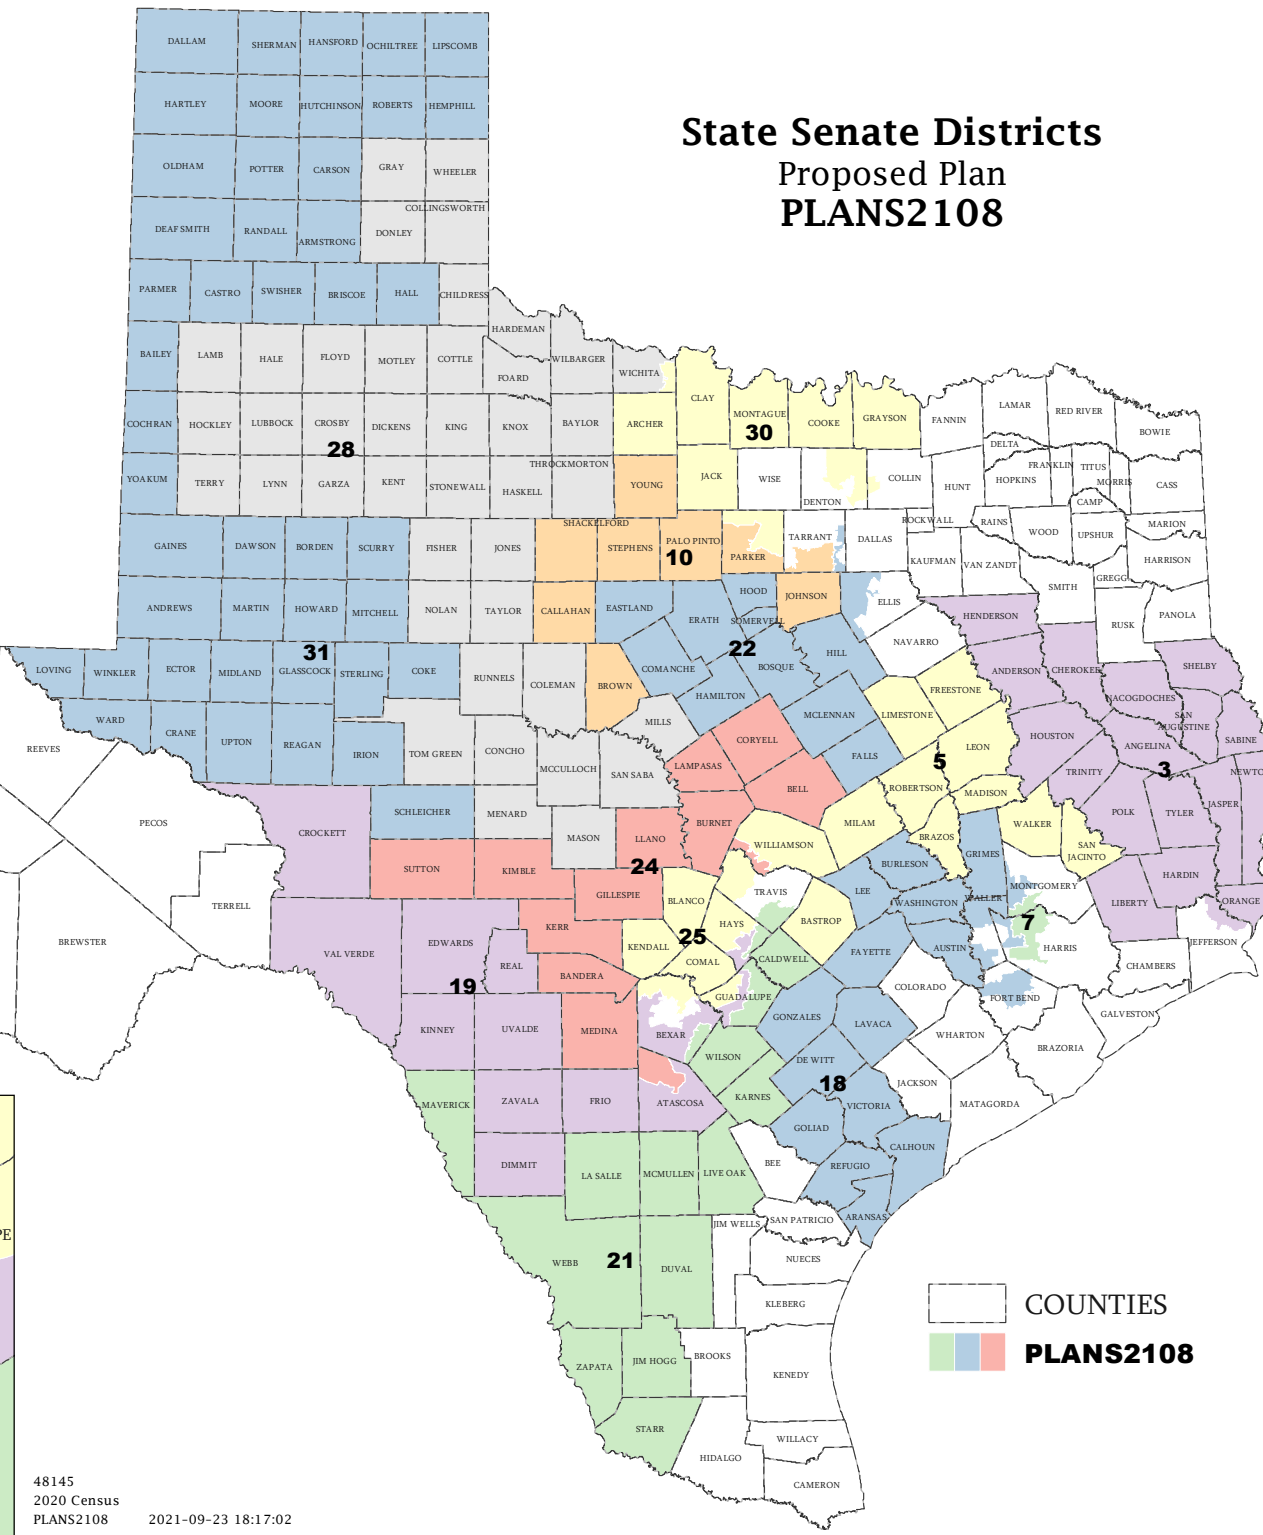 State Senate Districts
Proposed Plan
PLANS2108
DALLAM
SHERMAN
HANSFORD
OCHILTREE
LIPSCOMB
HARTLEY
MOORE
HUTCHINSON
ROBERTS
HEMPHILL
OLDHAM
POTTER
CARSON
GRAY
WHEELER
COLLINGSWORTH
DEAF SMITH
RANDALL
ARMSTRONG
DONLEY
PARMER
CASTRO
SWISHER
BRISCOE
HALL
CHILDRESS
HARDEMAN
BAILEY
LAMB
HALE
FLOYD
MOTLEY
COTTLE
FOARD
WILBARGER
WICHITA
CLAY
MONTAGUE
30
COOKE
GRAYSON
FANNIN
LAMAR
RED RIVER
BOWIE
COCHRAN
HOCKLEY
LUBBOCK
CROSBY
28
DICKENS
KING
KNOX
BAYLOR
ARCHER
DELTA
YOAKUM
TERRY
LYNN
GARZA
KENT
STONEWALL
HASKELL
THROCKMORTON
YOUNG
JACK
WISE
DENTON
COLLIN
HUNT
HOPKINS
FRANKLIN
TITUS
MORRIS
CAMP
CASS
GAINES
DAWSON
BORDEN
SCURRY
FISHER
JONES
SHACKELFORD
STEPHENS
PALO PINTO
10
PARKER
TARRANT
DALLAS
ROCKWALL
KAUFMAN
RAINS
VAN ZANDT
WOOD
UPSHUR
MARION
HARRISON
GREGG
SMITH
ANDREWS
MARTIN
HOWARD
MITCHELL
NOLAN
TAYLOR
CALLAHAN
EASTLAND
ERATH
HOOD
SOMERVELL
JOHNSON
ELLIS
NAVARRO
HENDERSON
RUSK
PANOLA
LOVING
WINKLER
ECTOR
MIDLAND
31
GLASSCOCK
STERLING
COKE
RUNNELS
COLEMAN
BROWN
COMANCHE
22
BOSQUE
HILL
HAMILTON
MCLENNAN
LIMESTONE
FREESTONE
ANDERSON
CHEROKEE
NACOGDOCHES
SHELBY
SAN
AUGUSTINE
SABINE
WARD
CRANE
UPTON
REAGAN
IRION
TOM GREEN
CONCHO
MCCULLOCH
SAN SABA
MILLS
LAMPASAS
CORYELL
BELL
FALLS
5
LEON
HOUSTON
ANGELINA
3
TRINITY
REEVES
PECOS
TERRELL
BREWSTER
CROCKETT
SCHLEICHER
MENARD
MASON
LLANO
24
BURNET
WILLIAMSON
MILAM
ROBERTSON
BRAZOS
MADISON
WALKER
SAN
JACINTO
POLK
TYLER
JASPER
NEWTO
SUTTON
KIMBLE
GILLESPIE
BLANCO
TRAVIS
HAYS
25
BASTROP
LEE
BURLESON
WASHINGTON
GRIMES
WALLER
MONTGOMERY
7
HARRIS
LIBERTY
HARDIN
ORANGE
JEFFERSON
CHAMBERS
VAL VERDE
EDWARDS
19
REAL
KERR
BANDERA
KENDALL
COMAL
CALDWELL
GUADALUPE
FAYETTE
AUSTIN
COLORADO
FORT BEND
GALVESTON
BRAZORIA
WHARTON
KINNEY
UVALDE
MEDINA
BEXAR
WILSON
GONZALES
LAVACA
DE WITT
18
JACKSON
MATAGORDA
MAVERICK
ZAVALA
FRIO
ATASCOSA
KARNES
VICTORIA
GOLIAD
CALHOUN
DIMMIT
LA SALLE
MCMULLEN
LIVE OAK
BEE
REFUGIO
ARANSAS
SAN PATRICIO
JIM WELLS
NUECES
WEBB
21
DUVAL
KLEBERG
ZAPATA
JIM HOGG
BROOKS
KENEDY
STARR
HIDALGO
WILLACY
CAMERON
PE
COUNTIES
PLANS2108
48145
2020 Census
PLANS2108 2021-09-23 18:17:02